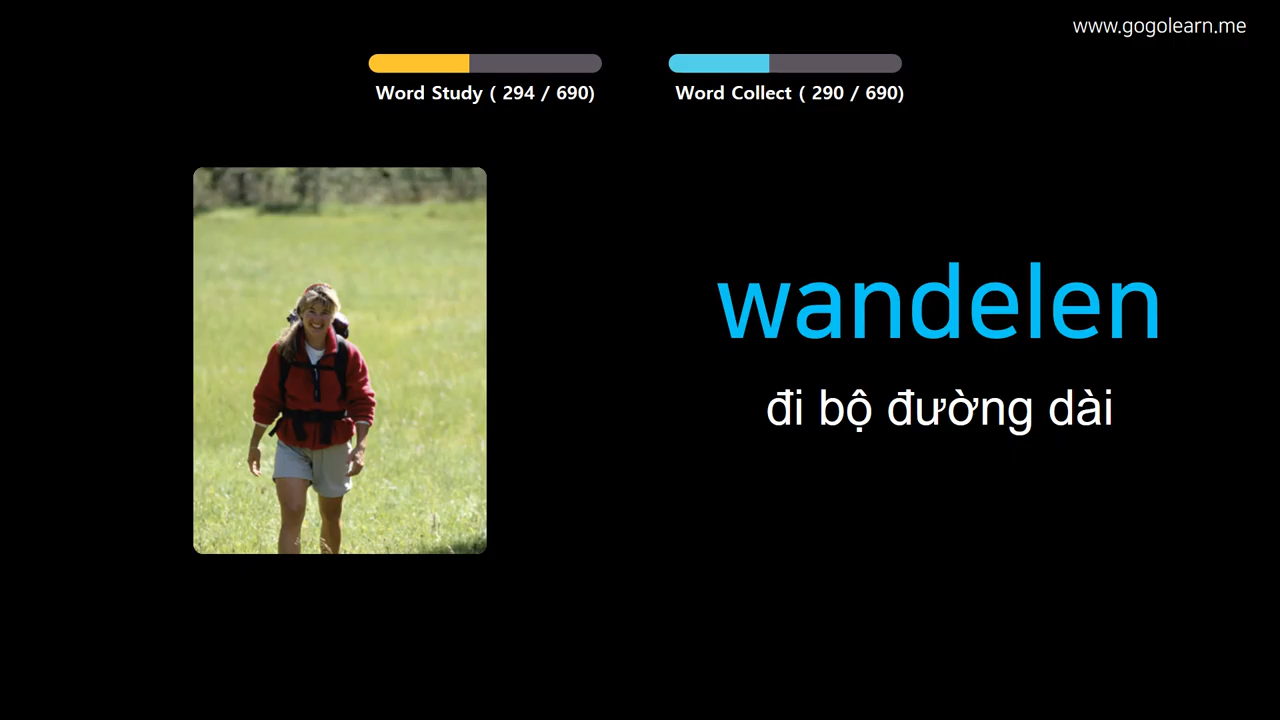 www.gogolearn.me
Word Study ( 294 / 690)
Word Collect ( 290 / 690)
wandelen
đi bộ đường dài